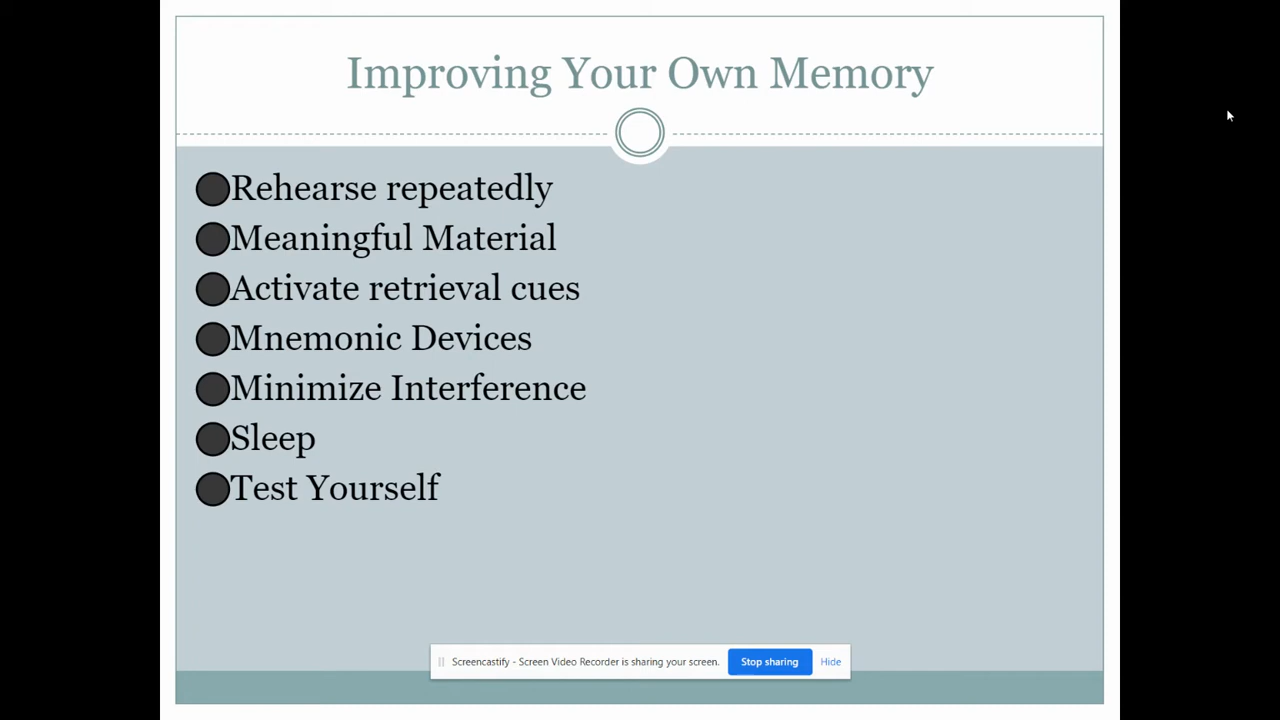 Improving Your Own Memory
Rehearse repeatedly
Meaningful Material
Activate retrieval cues
Mnemonic Devices
Minimize Interference
Sleep
Test Yourself
Screencastify - Screen Video Recorder is sharing your screen. Stop sharing Hide